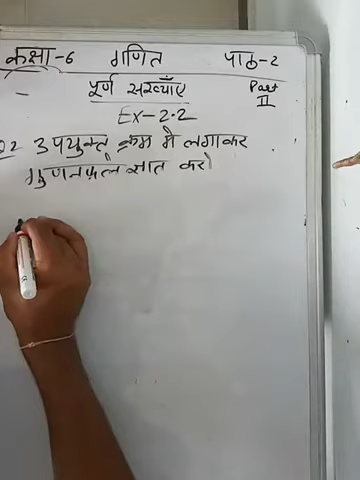 कक्षा-6 गणित पाठ-2
पूर्ण संख्याएँ Part II
Ex-2.2
Q2 उपयुक्त क्रम मे लगाकर
गुणनफल ज्ञात करो